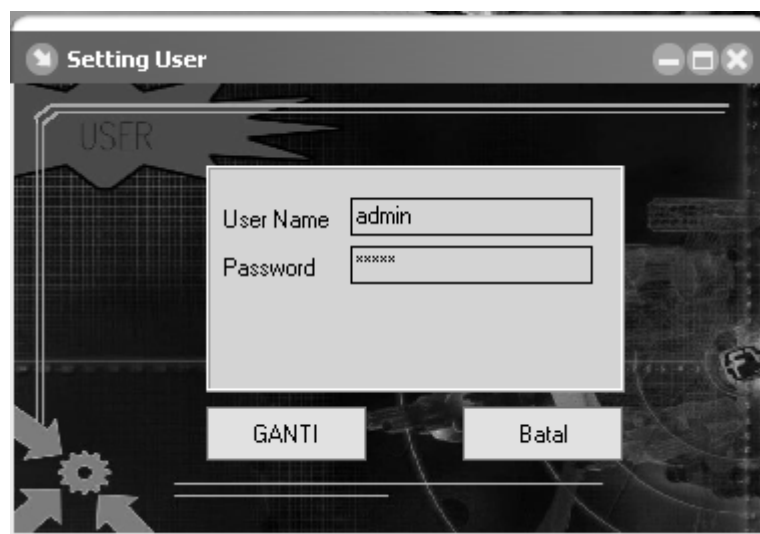 Setting User
USER
User Name admin
Password *****
GANTI Batal